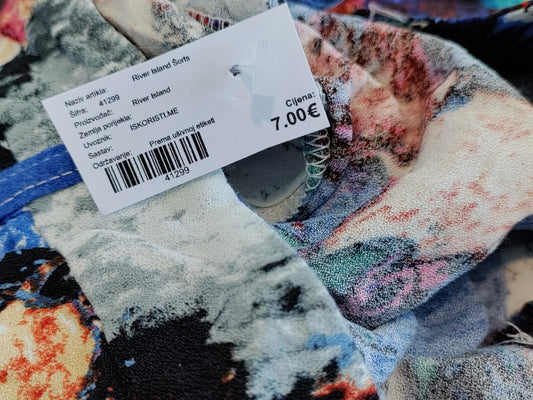 Naziv artikla: River Island Šorts
Šifra: 41299
Proizvođač: River Island
Zemlja porijekla:
Uvoznik: ISKORISTI.ME
Sastav:
Održavanje: Prema ušivnoj etiketi
41299
Cijena:
7.00€